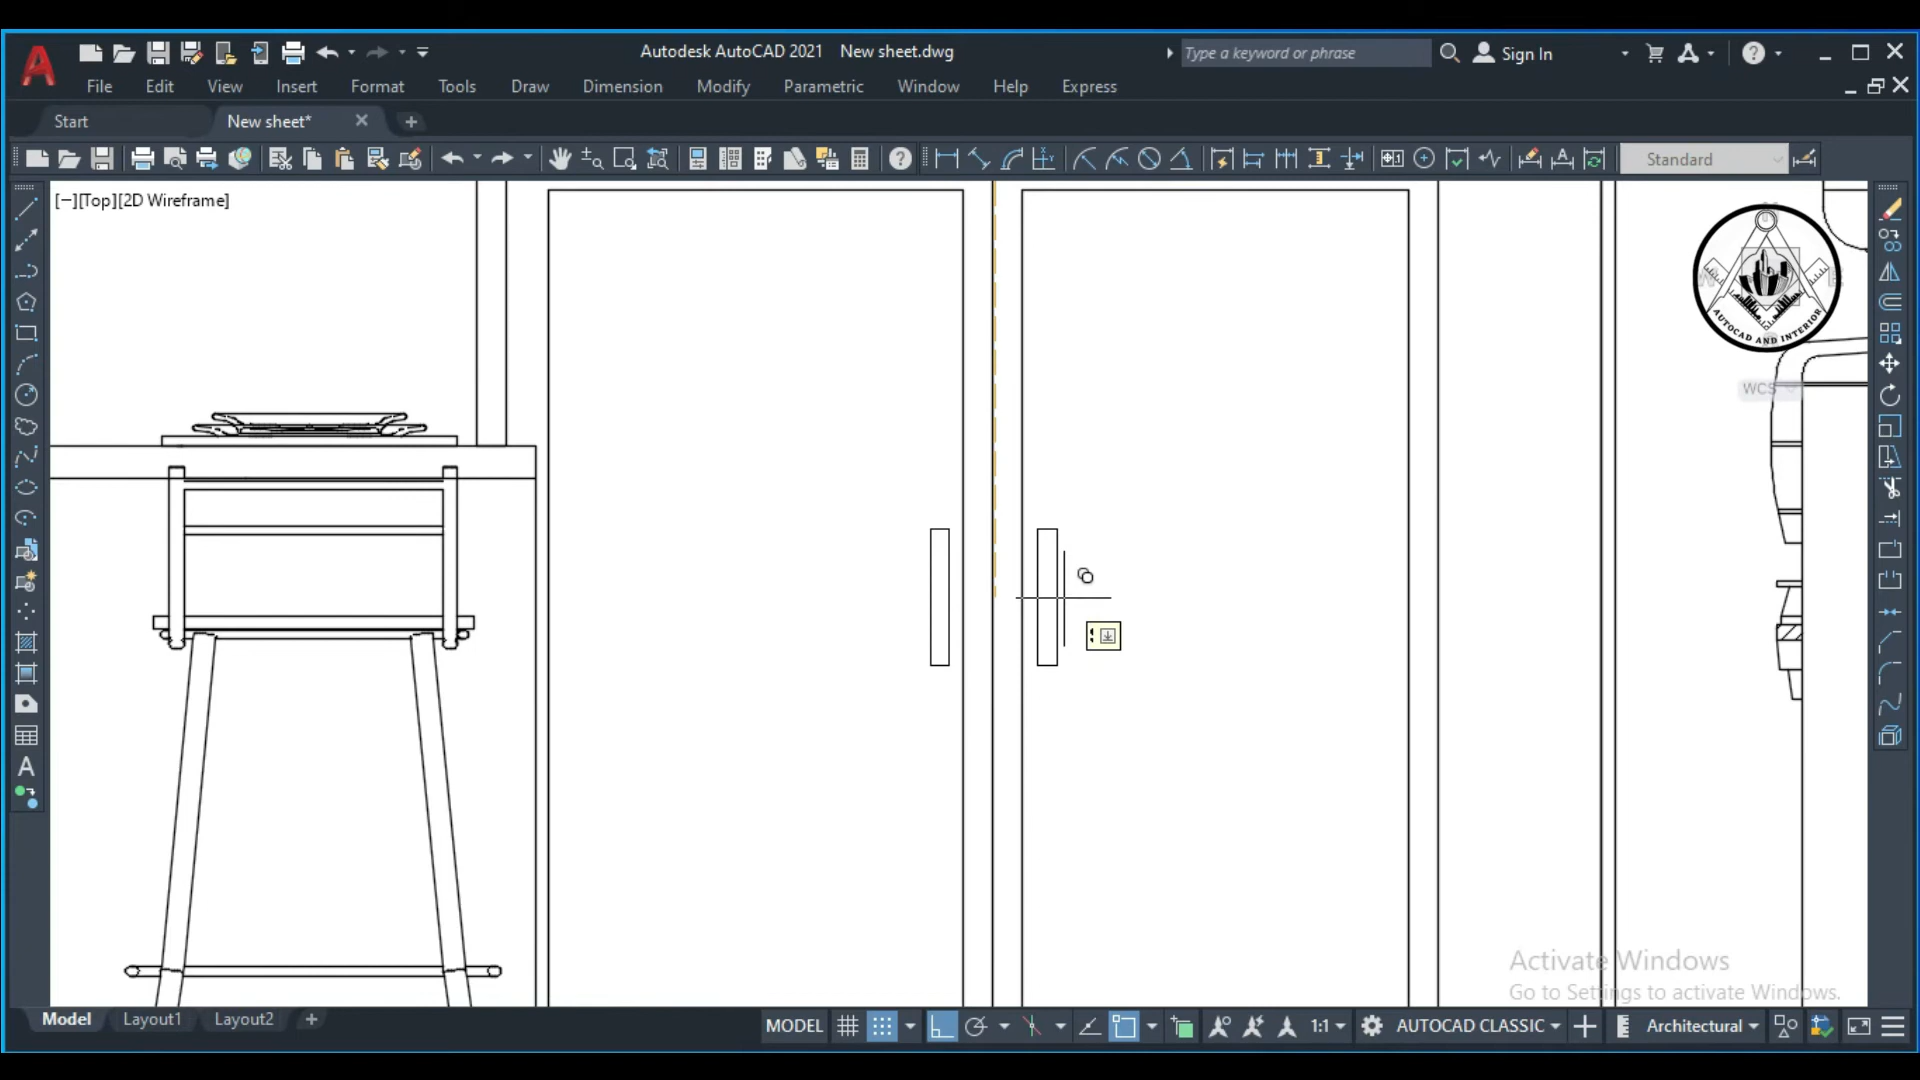 Autodesk AutoCAD 2021 New sheet.dwg
Type a keyword or phrase
Sign In
File Edit View Insert Format Tools Draw Dimension Modify Parametric Window Help Express
Start New sheet*
Standard
[−][Top][2D Wireframe]
AUTOCAD AND INTERIOR
WCS
Activate Windows
Go to Settings to activate Windows.
Model Layout1 Layout2
MODEL 1:1 AUTOCAD CLASSIC Architectural